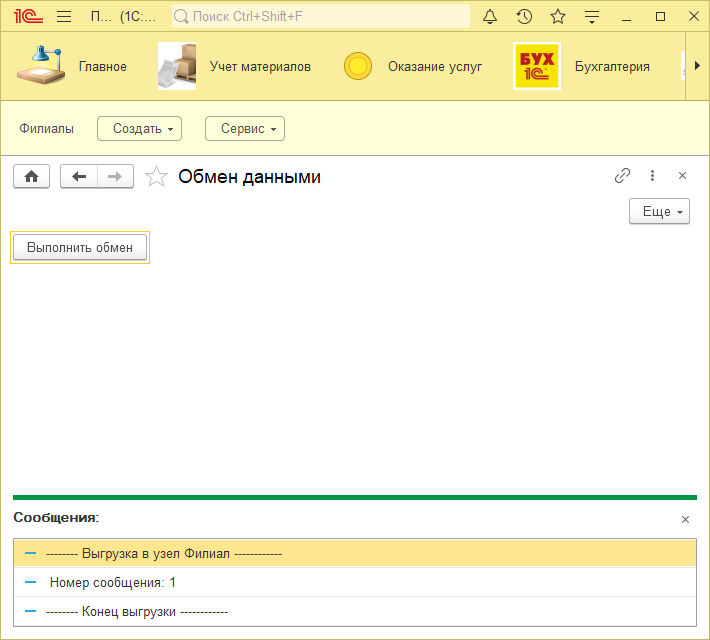 1С П... (1С:... Поиск Ctrl+Shift+F
Главное Учет материалов Оказание услуг БУХ 1С Бухгалтерия
Филиалы Создать Сервис
Обмен данными
Еще
Выполнить обмен
Сообщения:
-------- Выгрузка в узел Филиал ------------
Номер сообщения: 1
-------- Конец выгрузки ------------